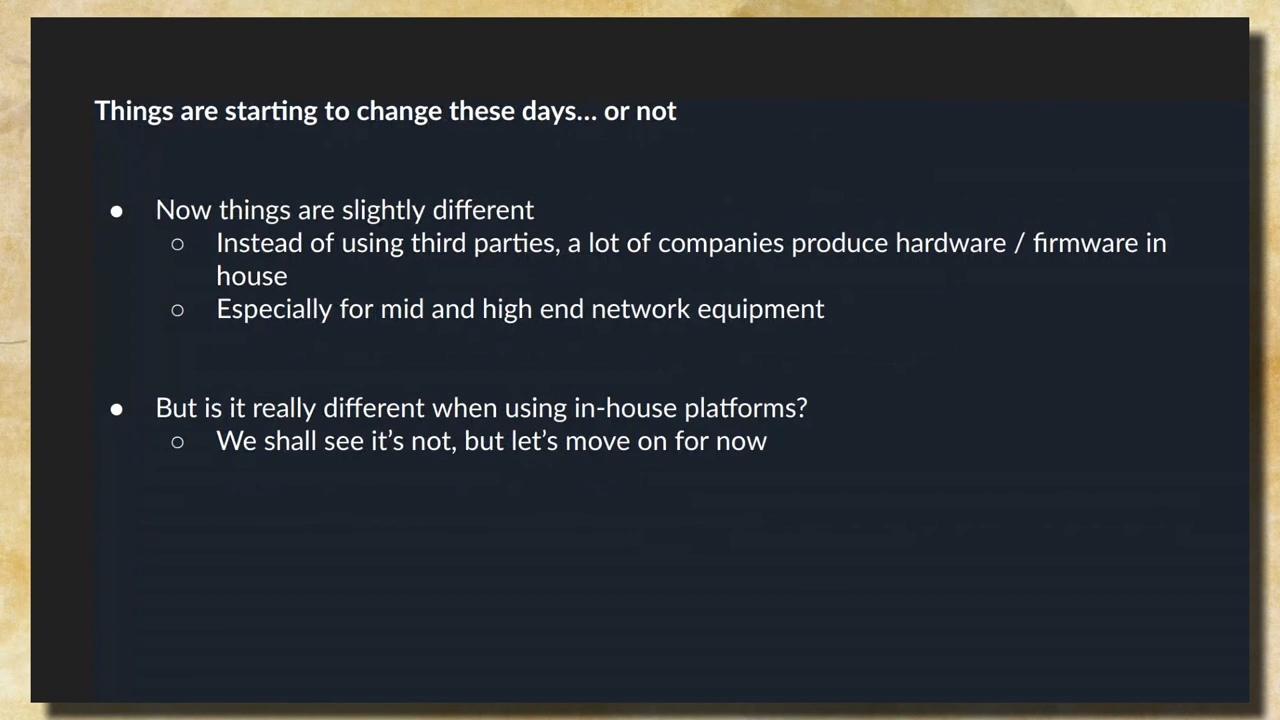 Things are starting to change these days... or not
● Now things are slightly different
○ Instead of using third parties, a lot of companies produce hardware / firmware in
house
○ Especially for mid and high end network equipment
● But is it really different when using in-house platforms?
○ We shall see it’s not, but let’s move on for now